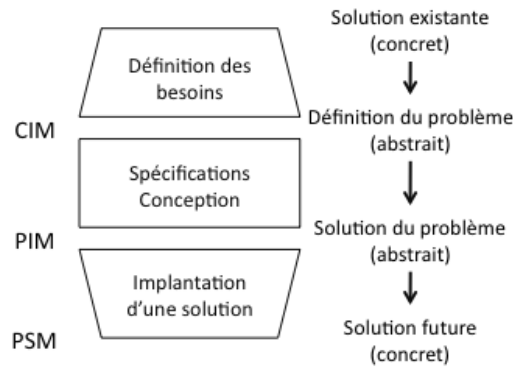 Solution existante
(concret)
Définition des
besoins
CIM
Définition du problème
(abstrait)
Spécifications
Conception
PIM
Solution du problème
(abstrait)
Implantation
d'une solution
PSM
Solution future
(concret)